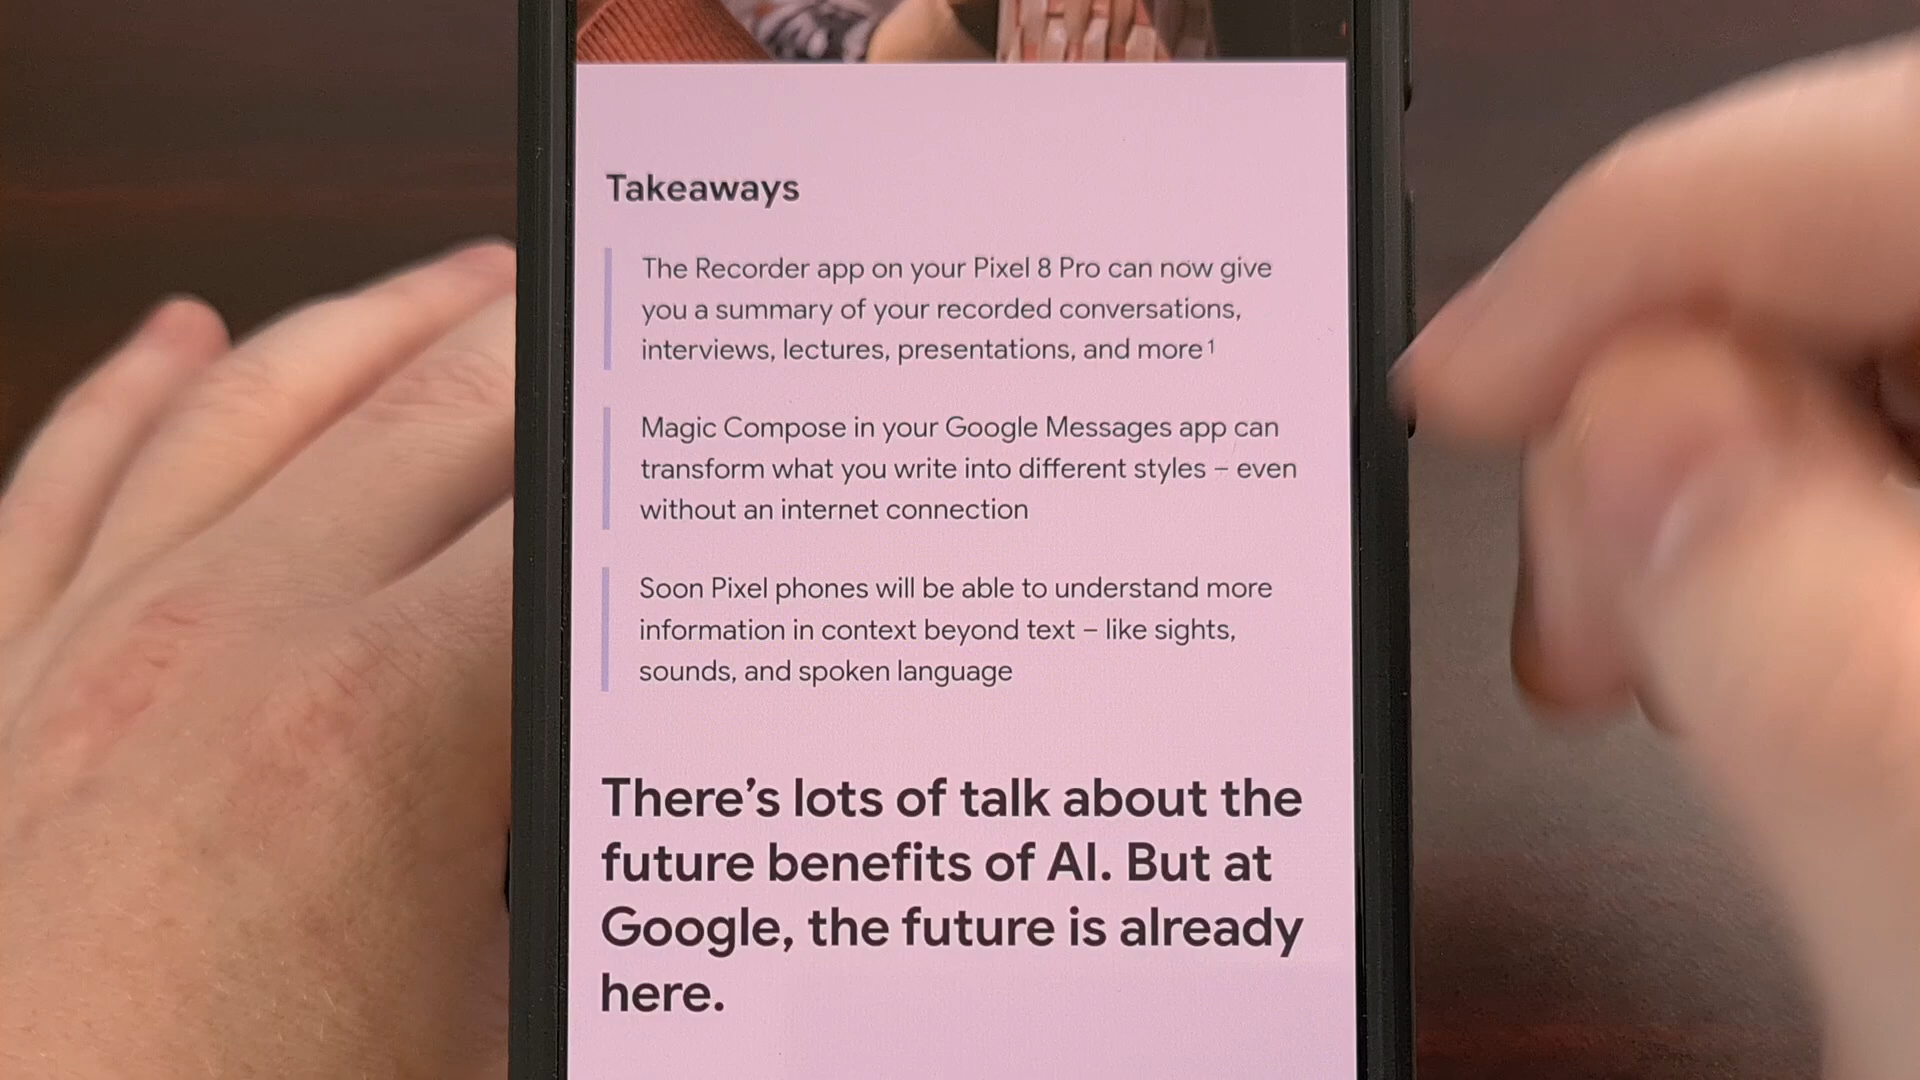 Takeaways
The Recorder app on your Pixel 8 Pro can now give
you a summary of your recorded conversations,
interviews, lectures, presentations, and more¹
Magic Compose in your Google Messages app can
transform what you write into different styles – even
without an internet connection
Soon Pixel phones will be able to understand more
information in context beyond text – like sights,
sounds, and spoken language
There’s lots of talk about the
future benefits of AI. But at
Google, the future is already
here.